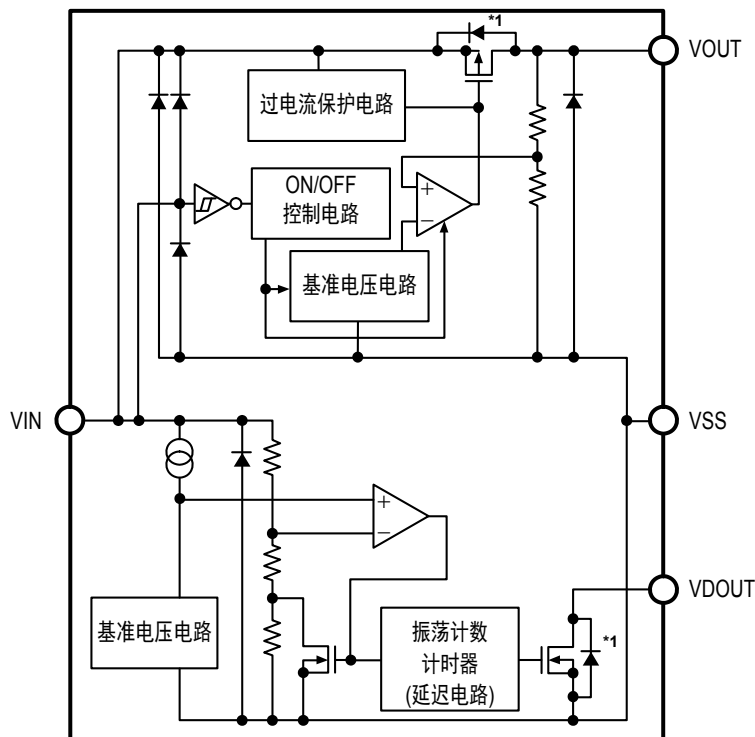 *1
VOUT
过电流保护电路
ON/OFF
控制电路
+
−
基准电压电路
VIN
VSS
+
−
VDOUT
基准电压电路
振荡计数
计时器
(延迟电路)
*1